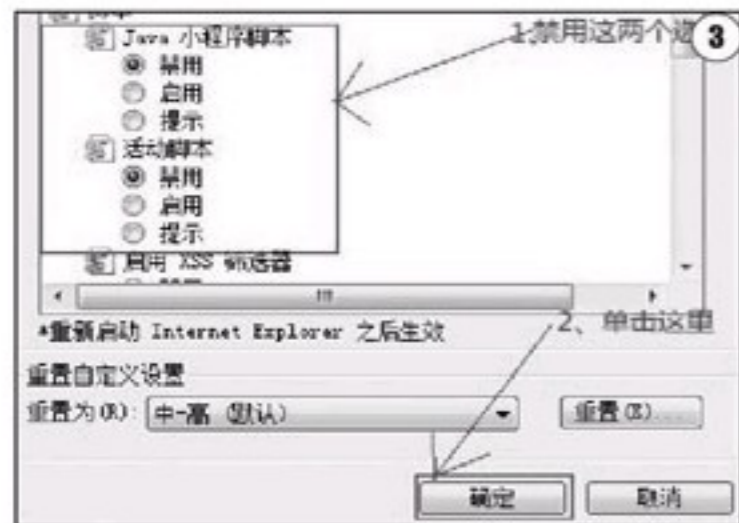 Java 小程序脚本
1.禁用这两个选
3
禁用
启用
提示
活动脚本
禁用
启用
提示
启用 XSS 筛选器
*重新启动 Internet Explorer 之后生效
2、单击这里
重置自定义设置
重置为(R): 中-高 (默认)
重置(E)...
确定
取消